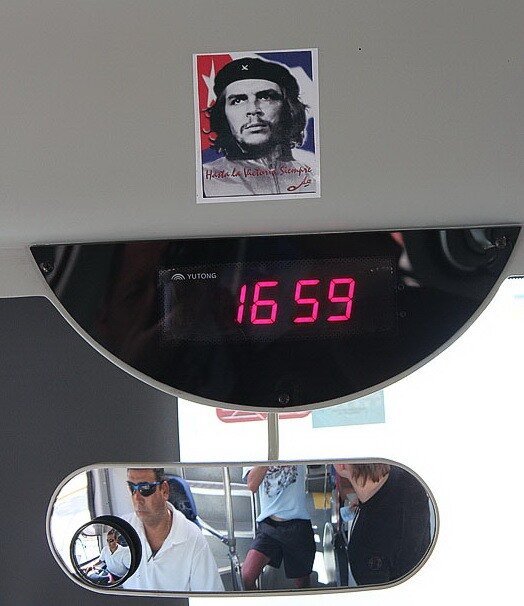 Hasta la Victoria Siempre
YUTONG
16 59